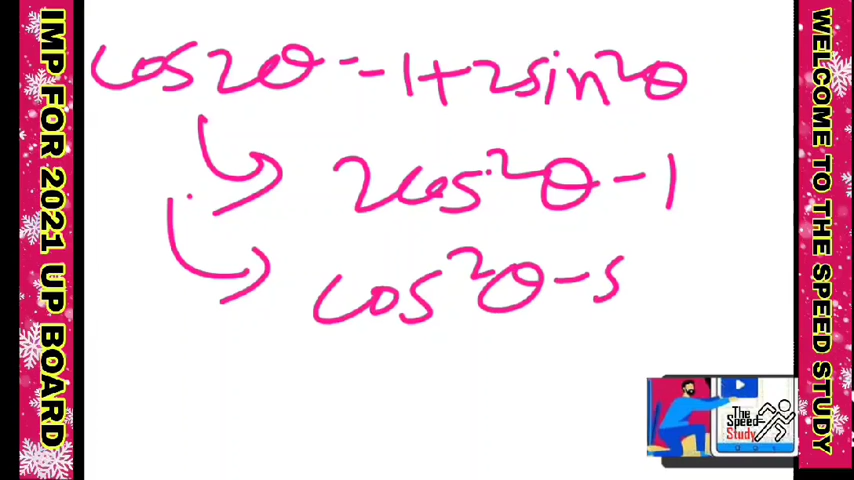 IMP FOR 2021 UP BOARD
cos2θ = -1+2sin²θ
2cos²θ-1
cos²θ-s
WELCOME TO THE SPEED STUDY
The
Speed
Study